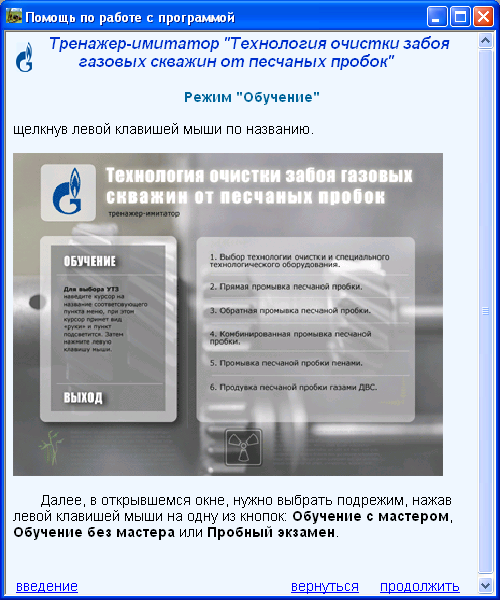 Помощь по работе с программой
Тренажер-имитатор "Технология очистки забоя
газовых скважин от песчаных пробок"
Режим "Обучение"
щелкнув левой клавишей мыши по названию.
Технология очистки забоя газовых
скважин от песчаных пробок
тренажер-имитатор
ОБУЧЕНИЕ
Для выбора УТЗ
наведите курсор на
название соответсвующего
пункта меню, при этом
курсор примет вид
«руки» и пункт
подсветится. Затем
нажмите левую
клавишу мыши.
ВЫХОД
1. Выбор технологии очистки и специального
технологического оборудования.
2. Прямая промывка песчаной пробки.
3. Обратная промывка песчаной пробки.
4. Комбинированная промывка песчаной
пробки.
5. Промывка песчаной пробки пенами.
6. Продувка песчаной пробки газами ДВС.
Далее, в открывшемся окне, нужно выбрать подрежим, нажав
левой клавишей мыши на одну из кнопок: Обучение с мастером,
Обучение без мастера или Пробный экзамен.
введение
вернуться
продолжить